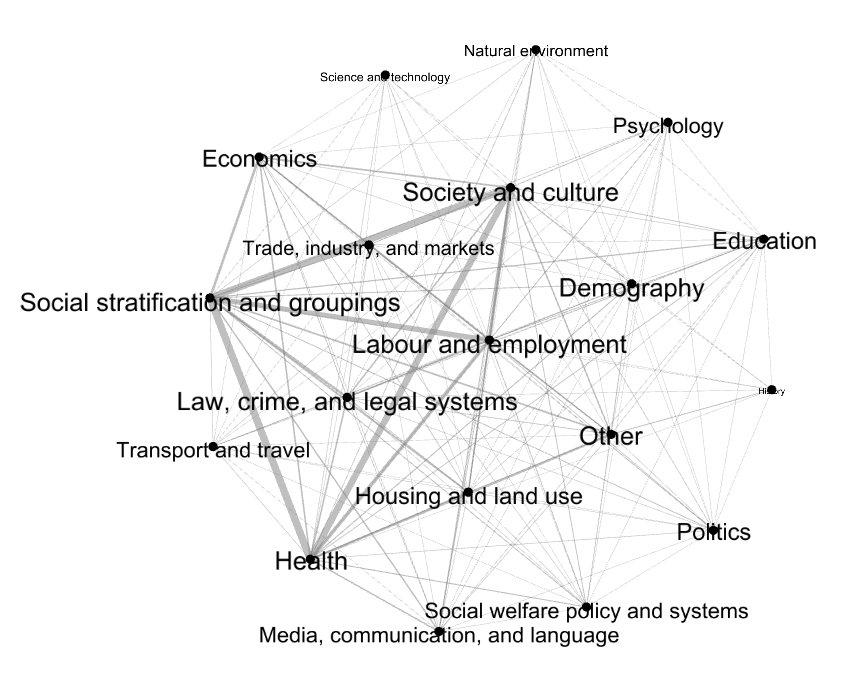 Natural environment
Science and technology
Psychology
Economics
Society and culture
Education
Trade, industry, and markets
Demography
Social stratification and groupings
Labour and employment
History
Law, crime, and legal systems
Other
Transport and travel
Housing and land use
Politics
Health
Social welfare policy and systems
Media, communication, and language